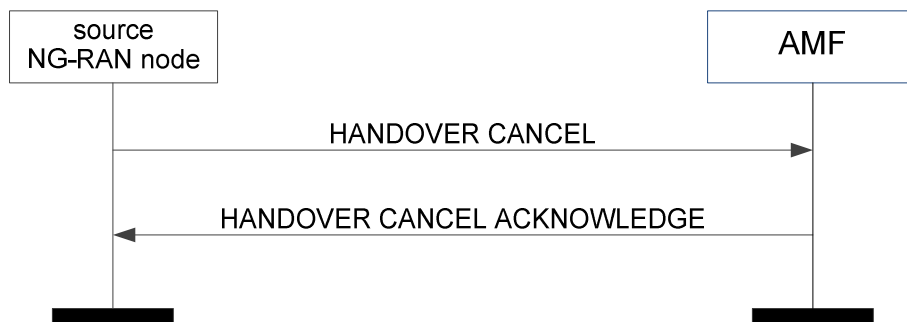 source
NG-RAN node
AMF
HANDOVER CANCEL
HANDOVER CANCEL ACKNOWLEDGE